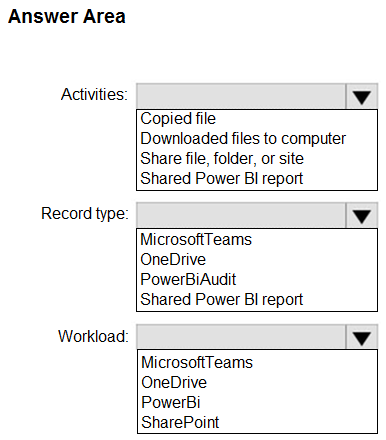 Answer Area
Activities:
Copied file
Downloaded files to computer
Share file, folder, or site
Shared Power BI report
Record type:
MicrosoftTeams
OneDrive
PowerBiAudit
Shared Power BI report
Workload:
MicrosoftTeams
OneDrive
PowerBi
SharePoint